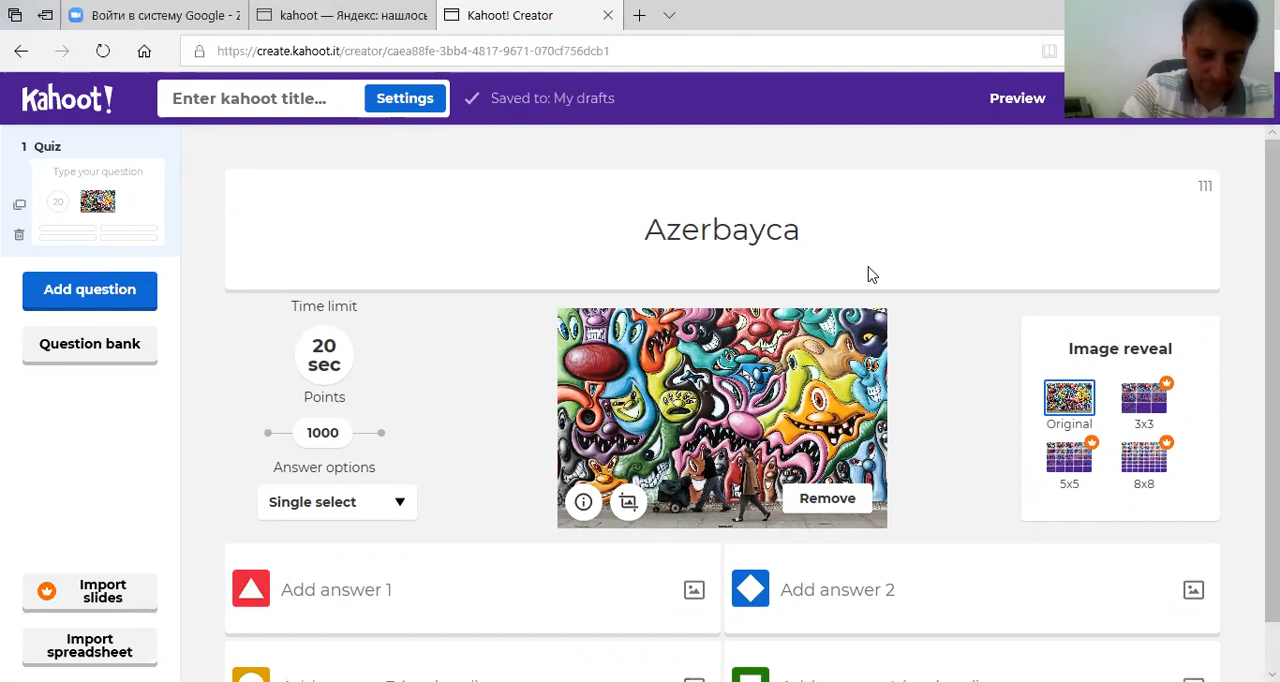 Войти в систему Google - Z
kahoot — Яндекс: нашлось
Kahoot! Creator
https://create.kahoot.it/creator/caea88fe-3bb4-4817-9671-070cf756dcb1
Kahoot!
Enter kahoot title...
Settings
Saved to: My drafts
Preview
1 Quiz
Type your question
20
Add question
Question bank
Import slides
Import spreadsheet
111
Azerbayca
Time limit
20 sec
Points
1000
Answer options
Single select
Remove
Image reveal
Original
3x3
5x5
8x8
Add answer 1
Add answer 2